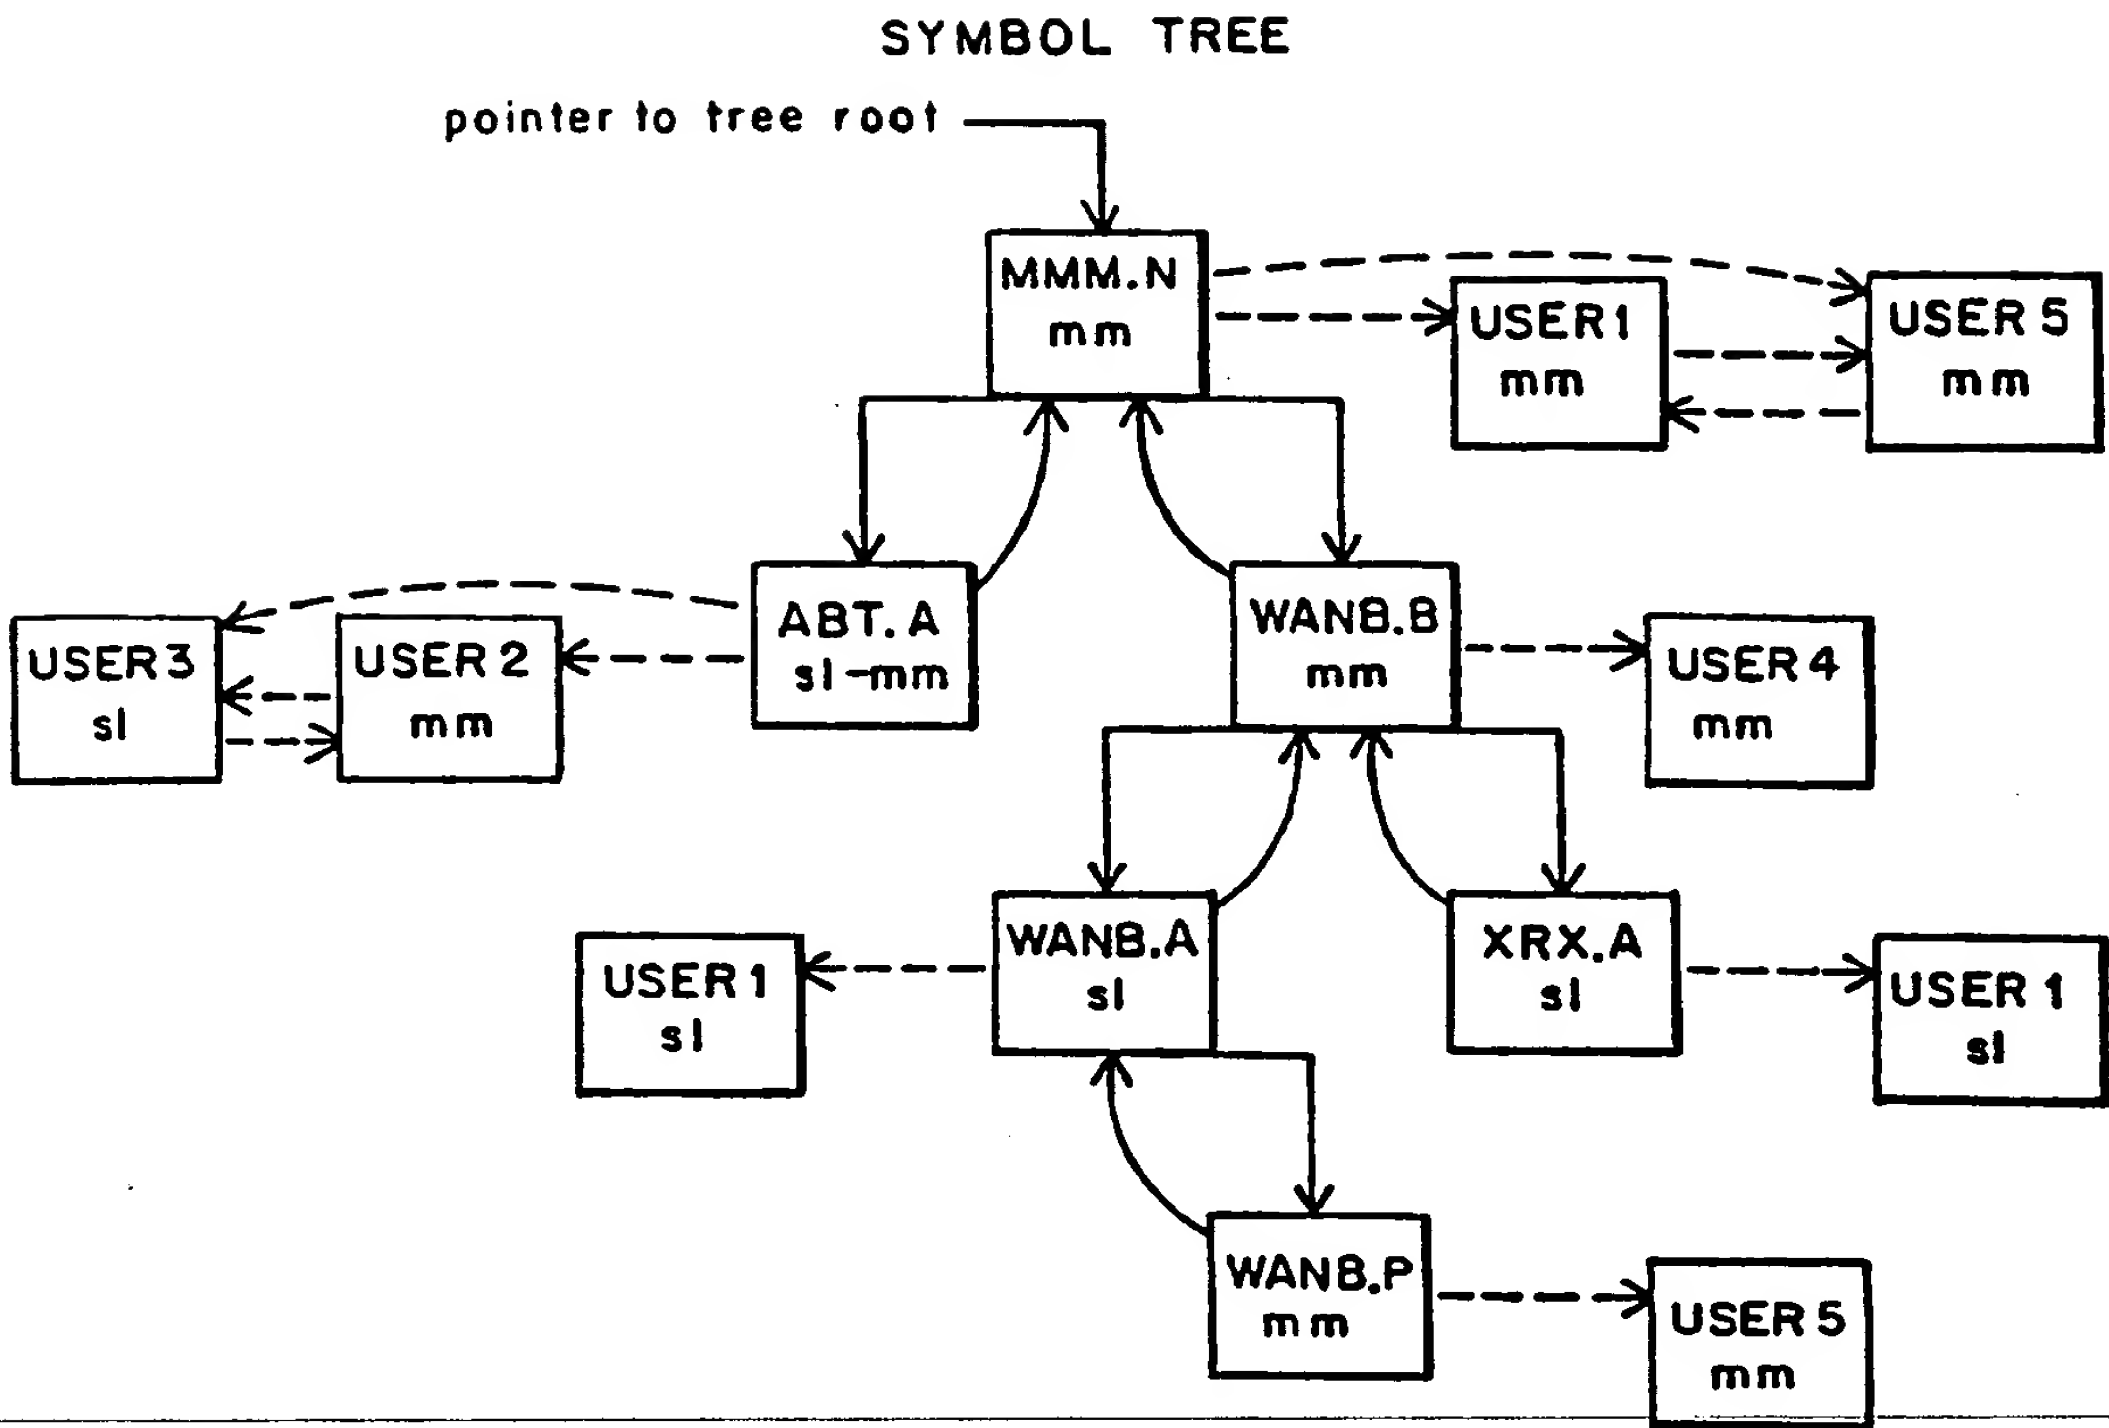 SYMBOL TREE
pointer to tree root
MMM.N
mm
USER1
mm
USER 5
mm
USER3
sl
USER 2
mm
ABT.A
sl-mm
WANB.B
mm
USER 4
mm
USER 1
sl
WANB.A
sl
XRX.A
sl
USER 1
sl
WANB.P
mm
USER 5
mm